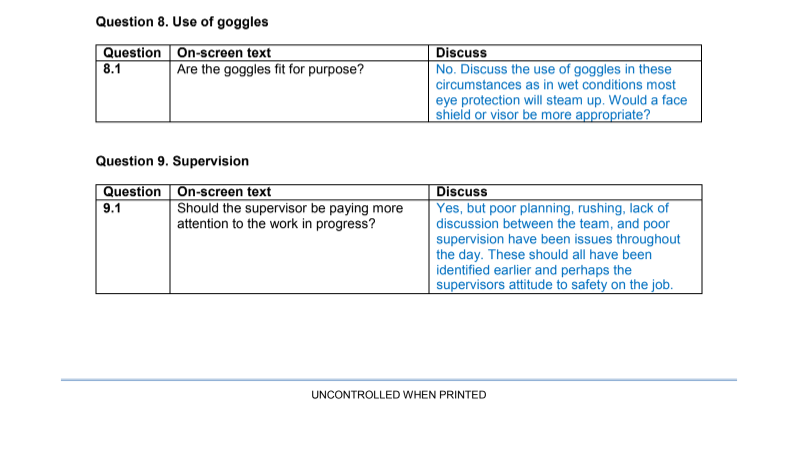 Question 8. Use of goggles
Question On-screen text Discuss
8.1 Are the goggles fit for purpose? No. Discuss the use of goggles in these
circumstances as in wet conditions most
eye protection will steam up. Would a face
shield or visor be more appropriate?
Question 9. Supervision
Question On-screen text Discuss
9.1 Should the supervisor be paying more Yes, but poor planning, rushing, lack of
attention to the work in progress? discussion between the team, and poor
supervision have been issues throughout
the day. These should all have been
identified earlier and perhaps the
supervisors attitude to safety on the job.
UNCONTROLLED WHEN PRINTED